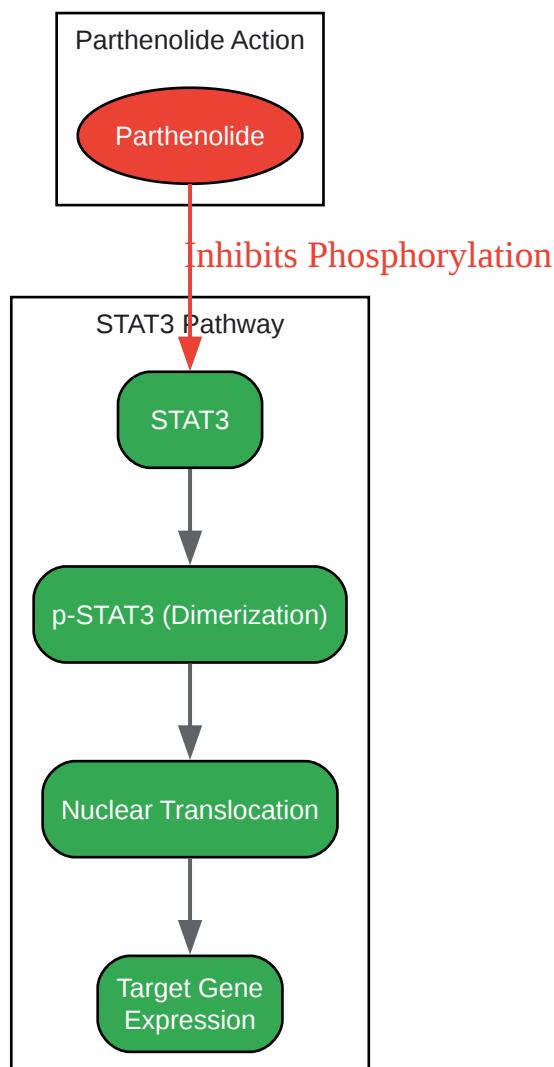 Parthenolide Action
Parthenolide
Inhibits Phosphorylation
STAT3 Pathway
STAT3
p-STAT3 (Dimerization)
Nuclear Translocation
Target Gene
Expression